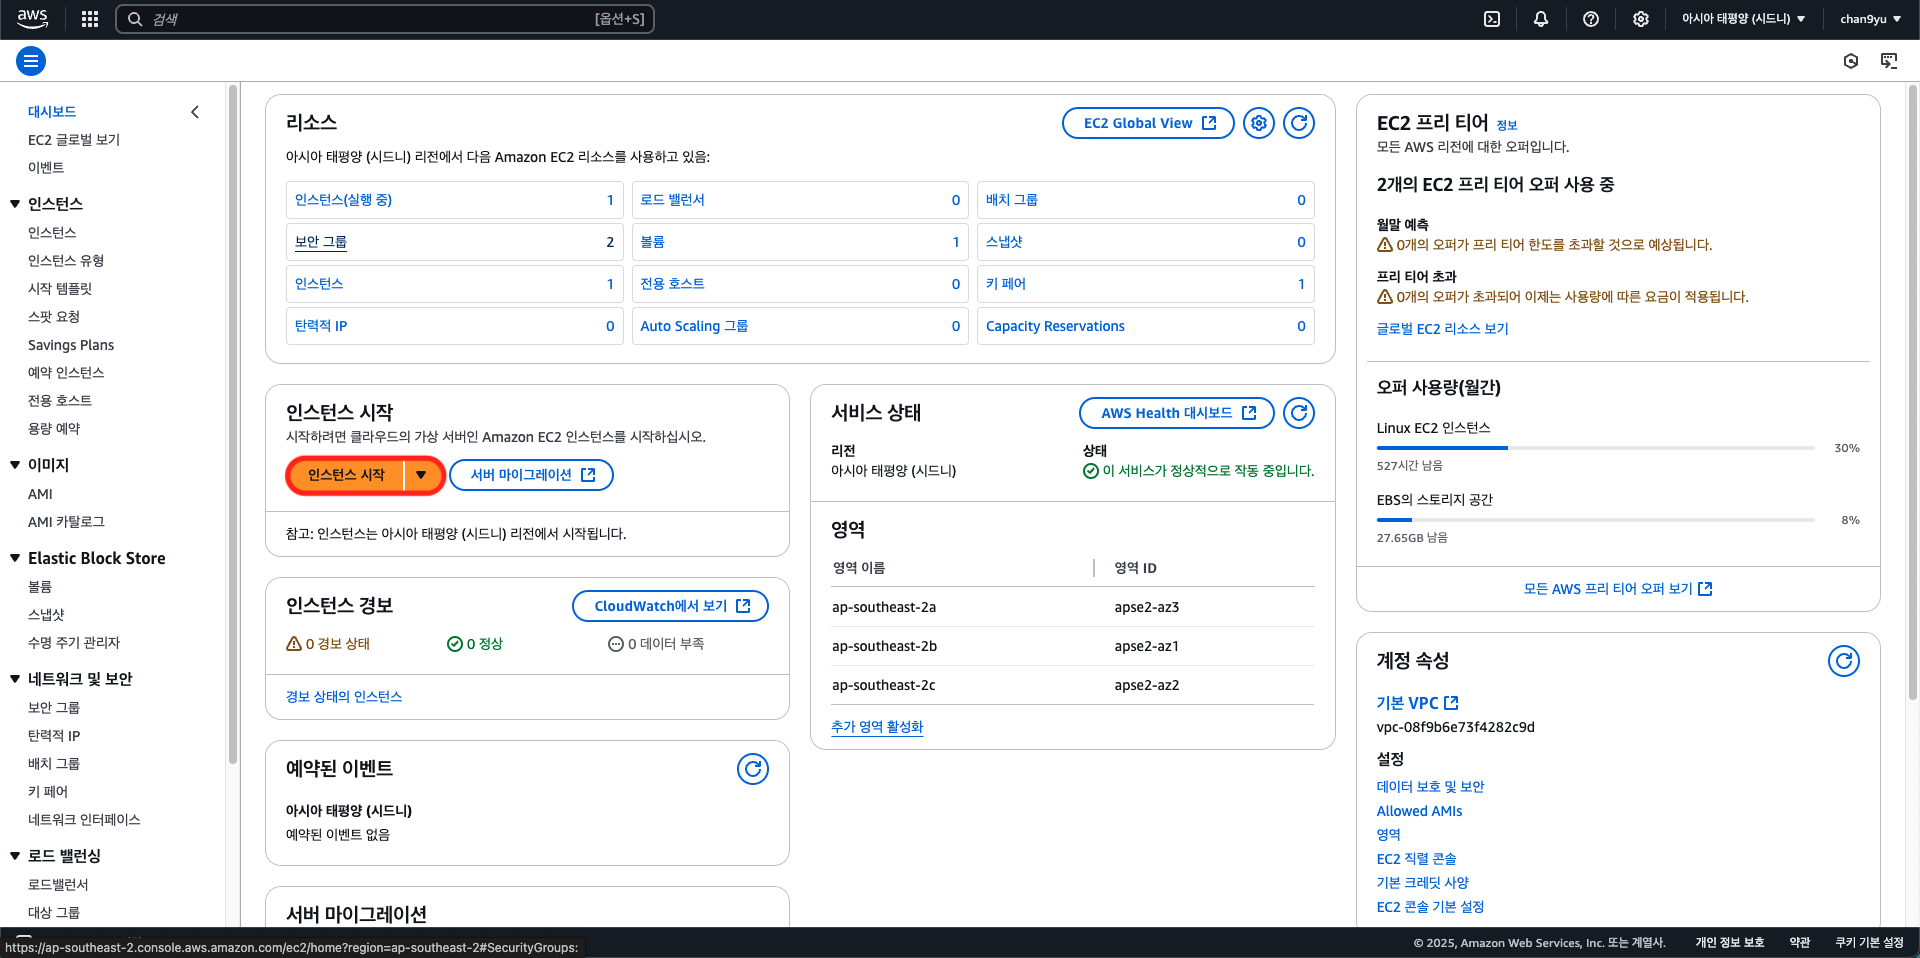 aws
검색
[옵션+S]
아시아 태평양 (시드니) ▼
chan9yu ▼
대시보드
EC2 글로벌 보기
이벤트
인스턴스
인스턴스
인스턴스 유형
시작 템플릿
스팟 요청
Savings Plans
예약 인스턴스
전용 호스트
용량 예약
이미지
AMI
AMI 카탈로그
Elastic Block Store
볼륨
스냅샷
수명 주기 관리자
네트워크 및 보안
보안 그룹
탄력적 IP
배치 그룹
키 페어
네트워크 인터페이스
로드 밸런싱
로드밸런서
대상 그룹
리소스
EC2 Global View
아시아 태평양 (시드니) 리전에서 다음 Amazon EC2 리소스를 사용하고 있음:
인스턴스(실행 중) 1
로드 밸런서 0
배치 그룹 0
보안 그룹 2
볼륨 1
스냅샷 0
인스턴스 1
전용 호스트 0
키 페어 1
탄력적 IP 0
Auto Scaling 그룹 0
Capacity Reservations 0
인스턴스 시작
시작하려면 클라우드의 가상 서버인 Amazon EC2 인스턴스를 시작하십시오.
인스턴스 시작
서버 마이그레이션
참고: 인스턴스는 아시아 태평양 (시드니) 리전에서 시작됩니다.
인스턴스 경보
CloudWatch에서 보기
0 경보 상태
0 정상
0 데이터 부족
경보 상태의 인스턴스
예약된 이벤트
아시아 태평양 (시드니)
예약된 이벤트 없음
서버 마이그레이션
서비스 상태
AWS Health 대시보드
리전
상태
아시아 태평양 (시드니)
이 서비스가 정상적으로 작동 중입니다.
영역
영역 이름
영역 ID
ap-southeast-2a
apse2-az3
ap-southeast-2b
apse2-az1
ap-southeast-2c
apse2-az2
추가 영역 활성화
EC2 프리 티어 정보
모든 AWS 리전에 대한 오퍼입니다.
2개의 EC2 프리 티어 오퍼 사용 중
월말 예측
0개의 오퍼가 프리 티어 한도를 초과할 것으로 예상됩니다.
프리 티어 초과
0개의 오퍼가 초과되어 이제는 사용량에 따른 요금이 적용됩니다.
글로벌 EC2 리소스 보기
오퍼 사용량(월간)
Linux EC2 인스턴스
30%
527시간 남음
EBS의 스토리지 공간
8%
27.65GB 남음
모든 AWS 프리 티어 오퍼 보기
계정 속성
기본 VPC
vpc-08f9b6e73f4282c9d
설정
데이터 보호 및 보안
Allowed AMIs
영역
EC2 직렬 콘솔
기본 크레딧 사양
EC2 콘솔 기본 설정
https://ap-southeast-2.console.aws.amazon.com/ec2/home?region=ap-southeast-2#SecurityGroups:
© 2025, Amazon Web Services, Inc. 또는 계열사.
개인 정보 보호
약관
쿠키 기본 설정